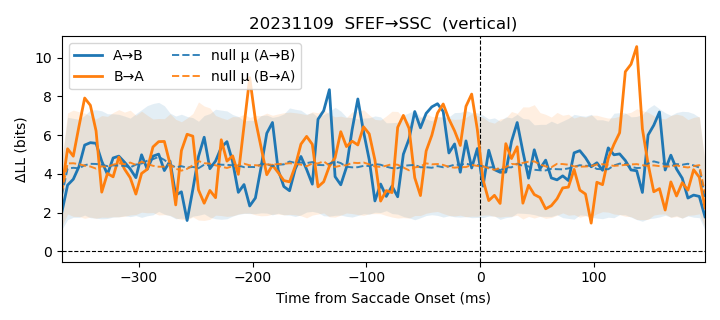 20231109 SFEF→SSC (vertical)
A→B
B→A
null μ (A→B)
null μ (B→A)
ΔLL (bits)
10
8
6
4
2
0
−300
−200
−100
0
100
Time from Saccade Onset (ms)